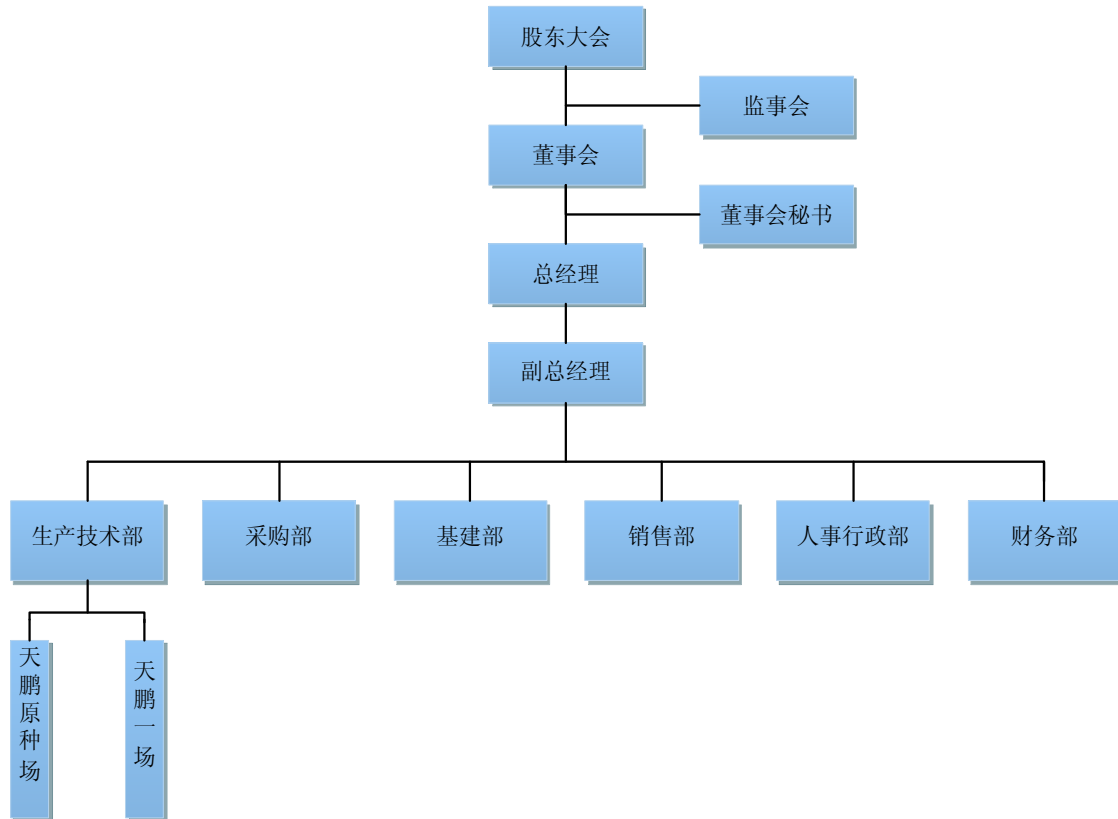 股东大会
监事会
董事会
董事会秘书
总经理
副总经理
生产技术部
采购部
基建部
销售部
人事行政部
财务部
天鹏原种场
天鹏一场